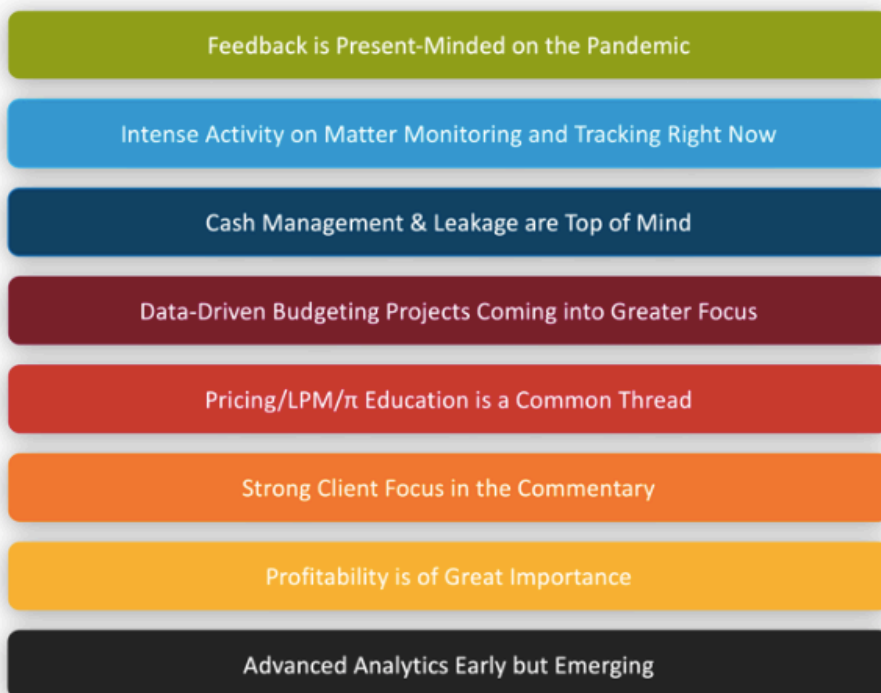 Feedback is Present-Minded on the Pandemic
Intense Activity on Matter Monitoring and Tracking Right Now
Cash Management & Leakage are Top of Mind
Data-Driven Budgeting Projects Coming into Greater Focus
Pricing/LPM/π Education is a Common Thread
Strong Client Focus in the Commentary
Profitability is of Great Importance
Advanced Analytics Early but Emerging